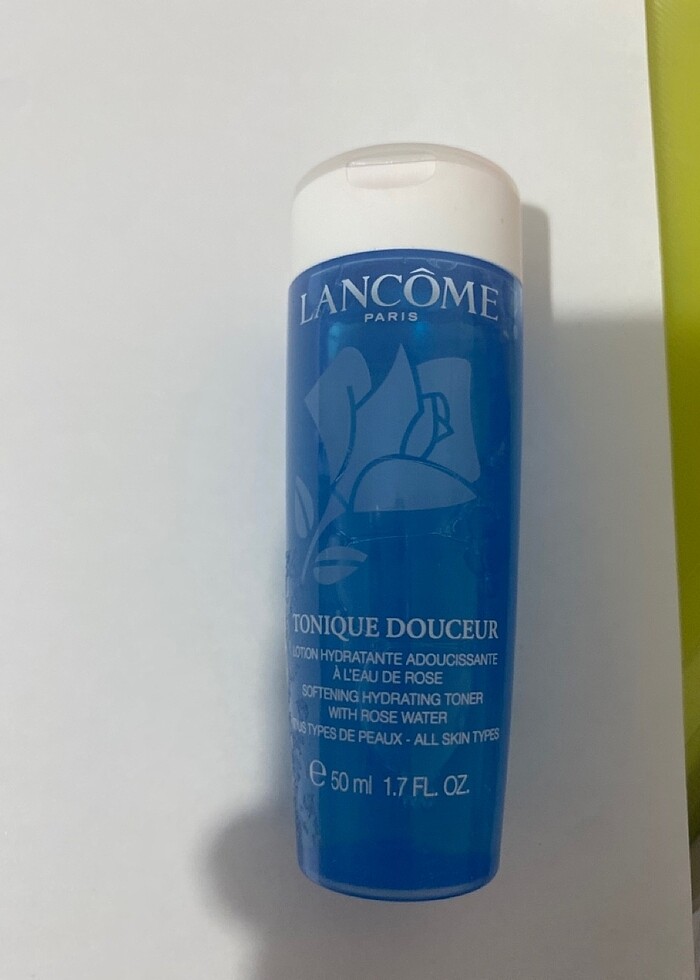 LANCÔME
PARIS
TONIQUE DOUCEUR
LOTION HYDRATANTE ADOUCISSANTE
À L'EAU DE ROSE
SOFTENING HYDRATING TONER
WITH ROSE WATER
TOUS TYPES DE PEAUX - ALL SKIN TYPES
e 50 ml 1.7 FL. OZ.